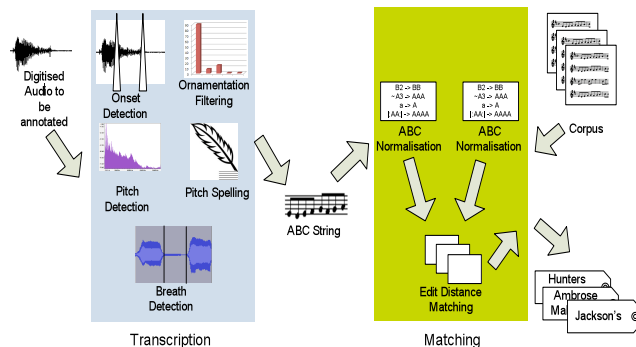 Digitised
Audio to
be
annotated
Onset
Detection
Ornamentation
Filtering
Pitch
Detection
Pitch Spelling
Breath
Detection
Transcription
ABC String
B2 -> BB
~A3 -> AAA
a -> A
|:AA| -> AAAA
ABC
Normalisation
B2 -> BB
~A3 -> AAA
a -> A
|:AA| -> AAAA
ABC
Normalisation
Edit Distance
Matching
Matching
Corpus
Hunters
Ambrose
Ma
Jackson's